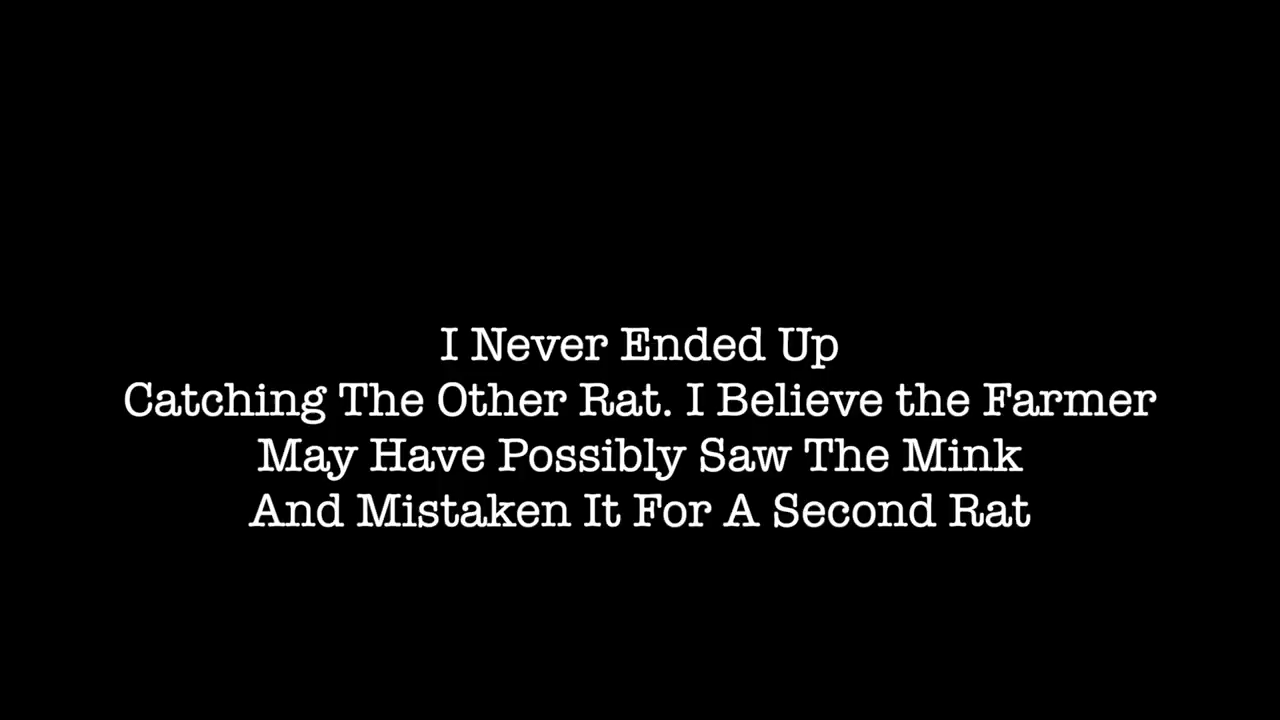 I Never Ended Up
Catching The Other Rat. I Believe the Farmer
May Have Possibly Saw The Mink
And Mistaken It For A Second Rat